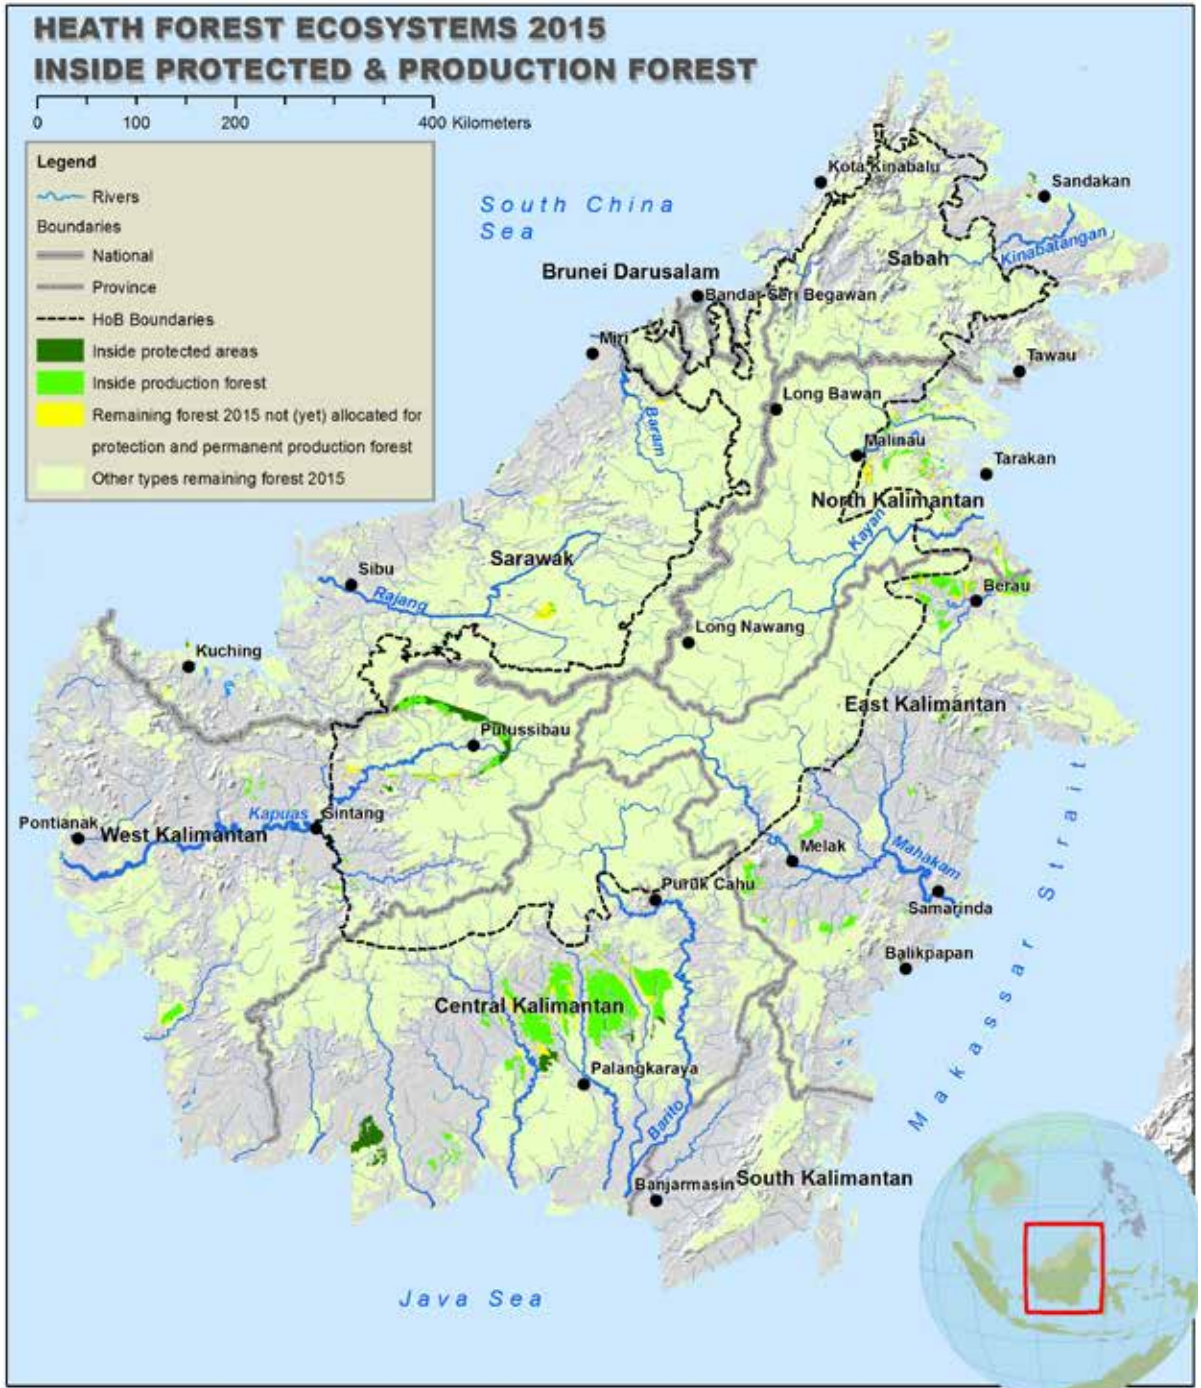 HEATH FOREST ECOSYSTEMS 2015
INSIDE PROTECTED & PRODUCTION FOREST
0 100 200 400 Kilometers
Legend
Rivers
Boundaries
National
Province
HoB Boundaries
Inside protected areas
Inside production forest
Remaining forest 2015 not (yet) allocated for
protection and permanent production forest
Other types remaining forest 2015
South China
Sea
Kota Kinabalu
Sandakan
Kinabatangan
Sabah
Brunei Darusalam
Bandar Seri Begawan
Miri
Tawau
Long Bawan
Baram
Malinau
Tarakan
North Kalimantan
Kayan
Sarawak
Sibu
Rajang
Berau
Long Nawang
Kuching
East Kalimantan
Putussibau
Kapuas
Sintang
Pontianak
West Kalimantan
Melak
Mahakam
Puruk Cahu
Samarinda
Balikpapan
Makassar Strait
Central Kalimantan
Palangkaraya
Barito
Banjarmasin
South Kalimantan
Java Sea